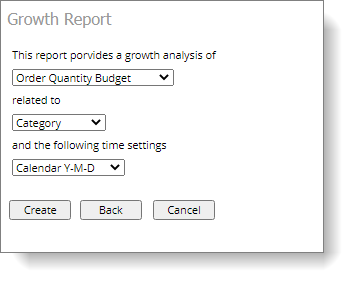 Growth Report
This report porvides a growth analysis of
Order Quantity Budget
related to
Category
and the following time settings
Calendar Y-M-D
Create Back Cancel